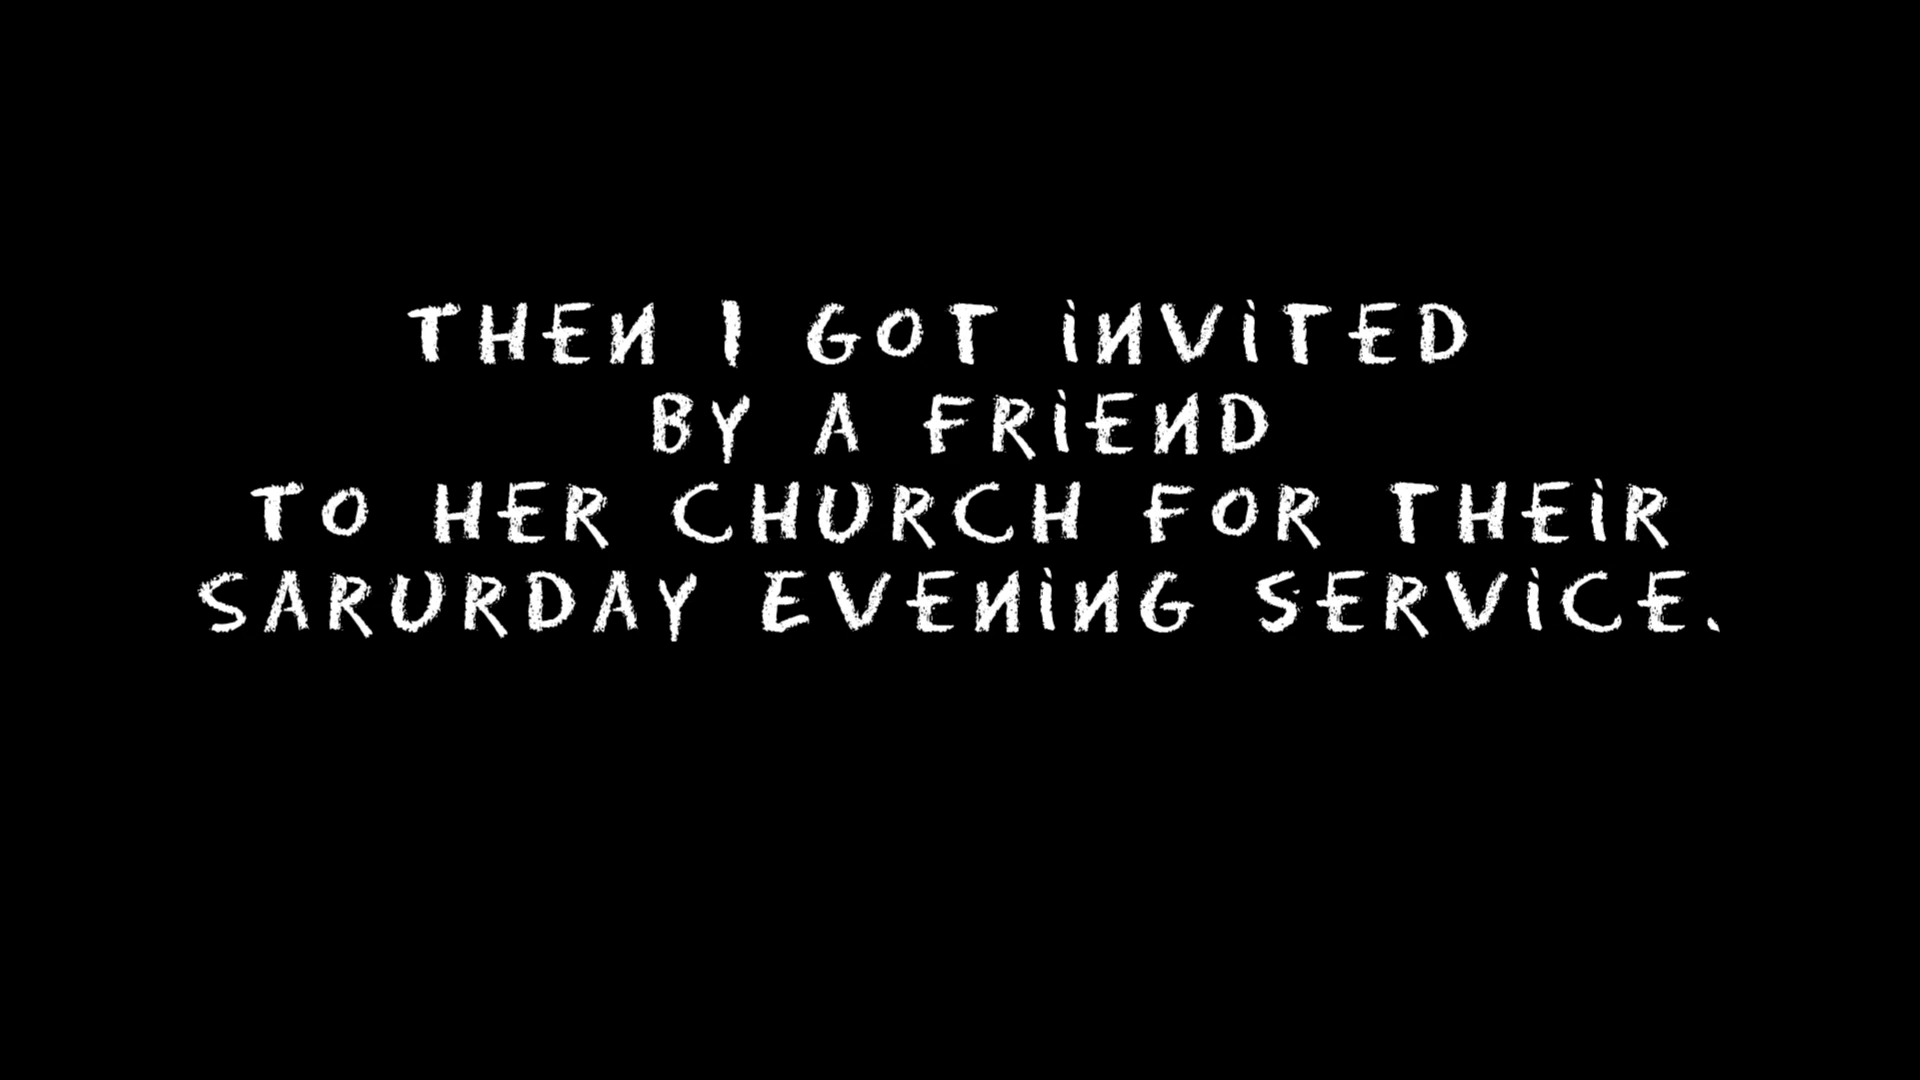 THEN I GOT iNViTED
BY A FRiEND
TO HER CHURCH FOR THEiR
SARURDAY EVENiNG SERViCE.